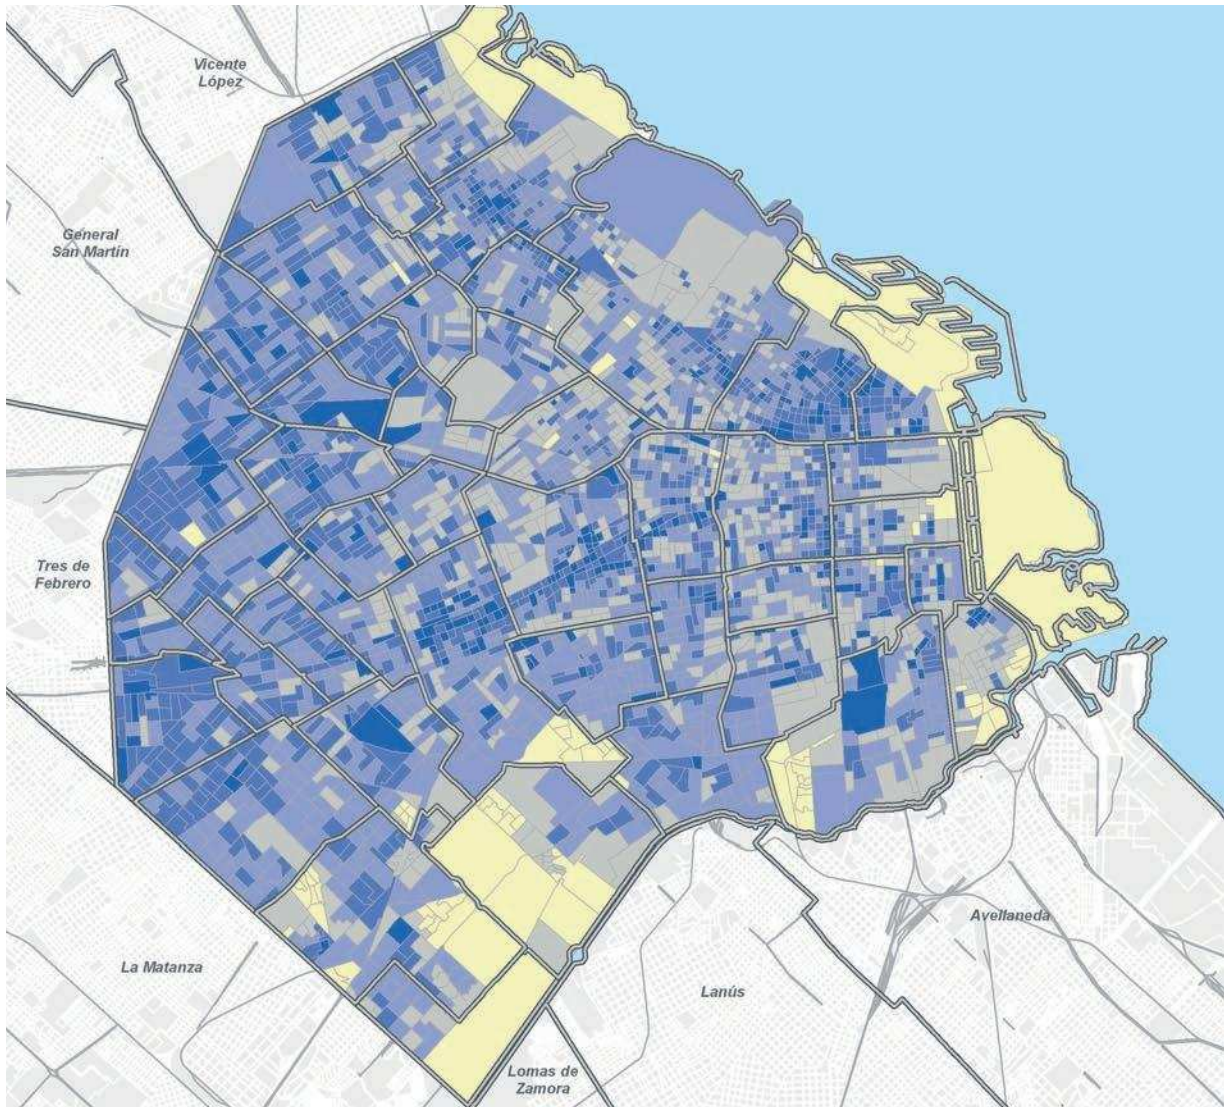 Vicente
López
General
San Martín
Tres de
Febrero
La Matanza
Avellaneda
Lanús
Lomas de
Zamora